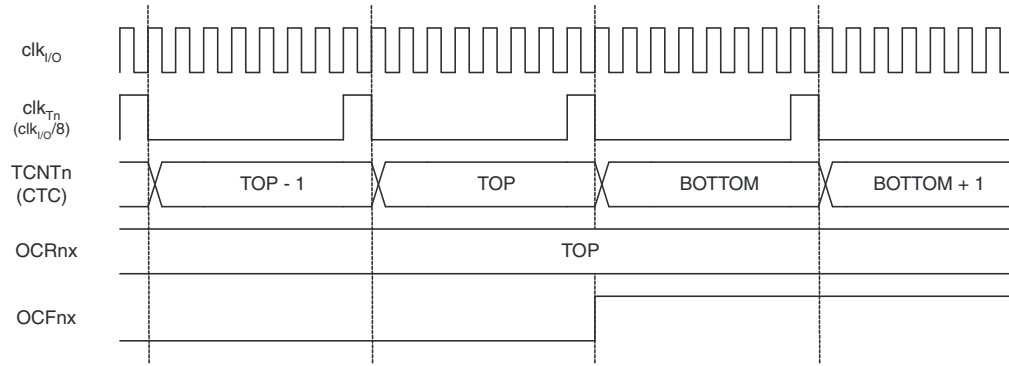 clkI/O
clkTn
(clkI/O/8)
TCNTn
(CTC)
TOP - 1
TOP
BOTTOM
BOTTOM + 1
OCRnx
TOP
OCFnx